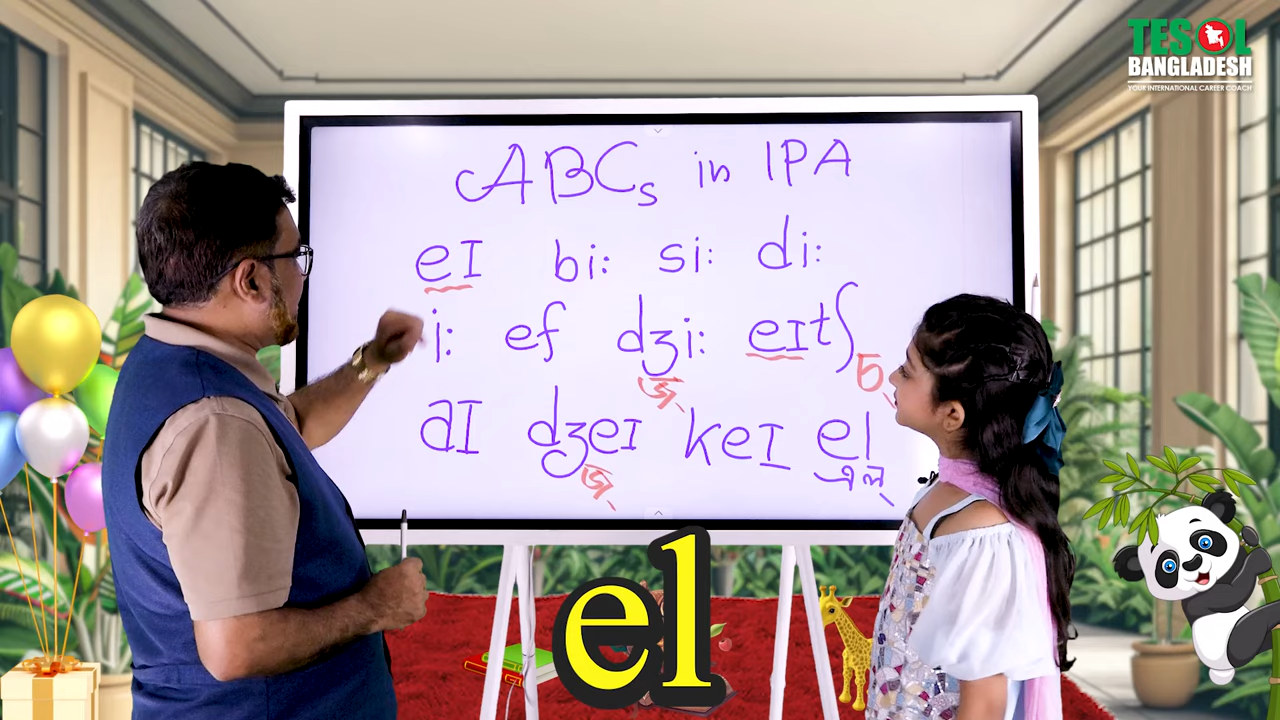 TESOL
BANGLADESH
YOUR INTERNATIONAL CAREER COACH
ABCs in IPA
eɪ bi: si: di:
i: ef dʒi: eɪtʃ
জ্ চ্
aɪ dʒeɪ keɪ el
জ্ এল্
el